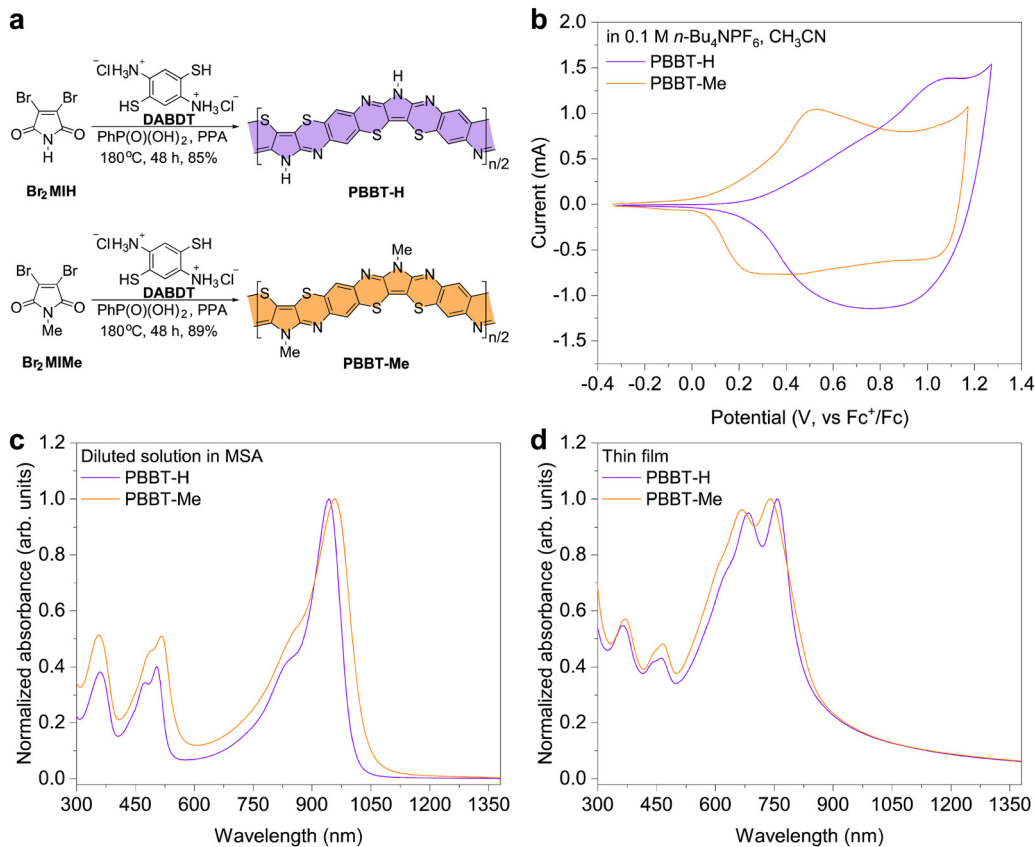 a
⁻ClH₃N⁺
SH
HS
NH₃Cl⁻
+
DABDT
Br
Br
O
N
H
O
PhP(O)(OH)₂, PPA
180°C, 48 h, 85%
Br₂ MIH
H
N
N
N
S
S
N
S
S
N
H
N
N
n/2
PBBT-H
⁻ClH₃N⁺
SH
HS
NH₃Cl⁻
+
DABDT
Br
Br
O
N
Me
O
PhP(O)(OH)₂, PPA
180°C, 48 h, 89%
Br₂ MIMe
Me
N
N
N
S
S
N
S
S
N
Me
N
N
n/2
PBBT-Me
b
in 0.1 M n-Bu₄NPF₆, CH₃CN
PBBT-H
PBBT-Me
Current (mA)
2.0
1.5
1.0
0.5
0.0
-0.5
-1.0
-1.5
-0.4 -0.2 0.0 0.2 0.4 0.6 0.8 1.0 1.2 1.4
Potential (V, vs Fc⁺/Fc)
c
Diluted solution in MSA
PBBT-H
PBBT-Me
Normalized absorbance (arb. units)
1.2
1.0
0.8
0.6
0.4
0.2
0.0
300 450 600 750 900 1050 1200 1350
Wavelength (nm)
d
Thin film
PBBT-H
PBBT-Me
Normalized absorbance (arb. units)
1.2
1.0
0.8
0.6
0.4
0.2
0.0
300 450 600 750 900 1050 1200 1350
Wavelength (nm)